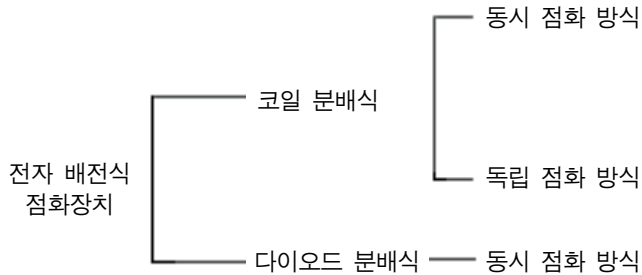 동시 점화 방식
코일 분배식
전자 배전식
점화장치
독립 점화 방식
다이오드 분배식
동시 점화 방식